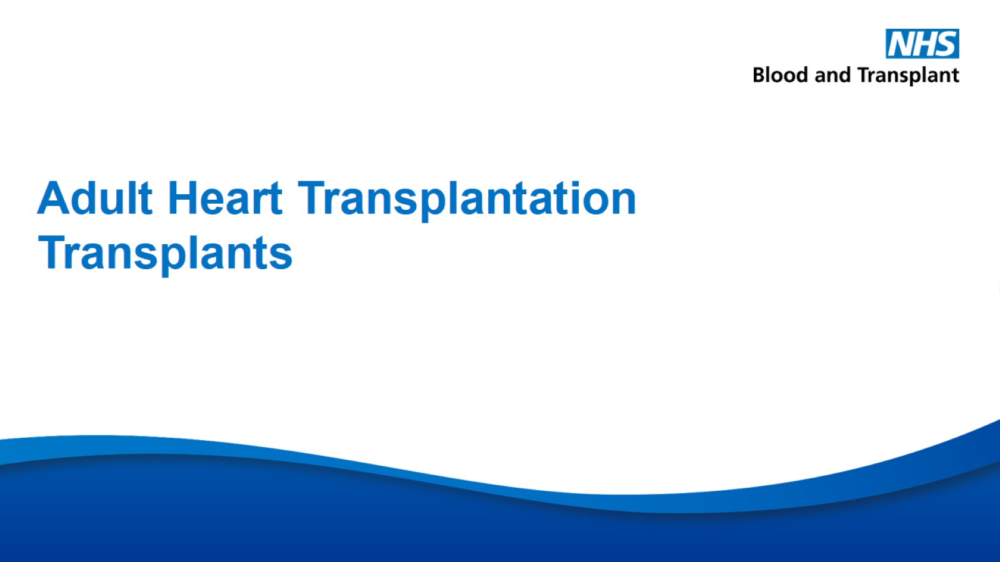 NHS
Blood and Transplant
Adult Heart Transplantation
Transplants